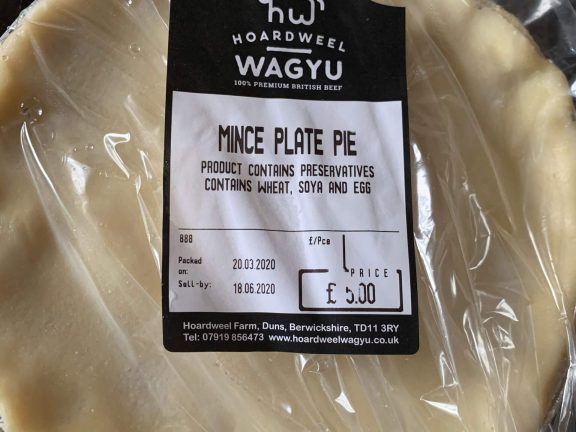 hw
HOARDWEEL
WAGYU
100% PREMIUM BRITISH BEEF
MINCE PLATE PIE
PRODUCT CONTAINS PRESERVATIVES
CONTAINS WHEAT, SOYA AND EGG
888 £/Pce
PRICE
Packed
on: 20.03.2020
Sell-by: 18.06.2020 £ 5.00
Hoardweel Farm, Duns, Berwickshire, TD11 3RY
Tel: 07919 856473 www.hoardweelwagyu.co.uk